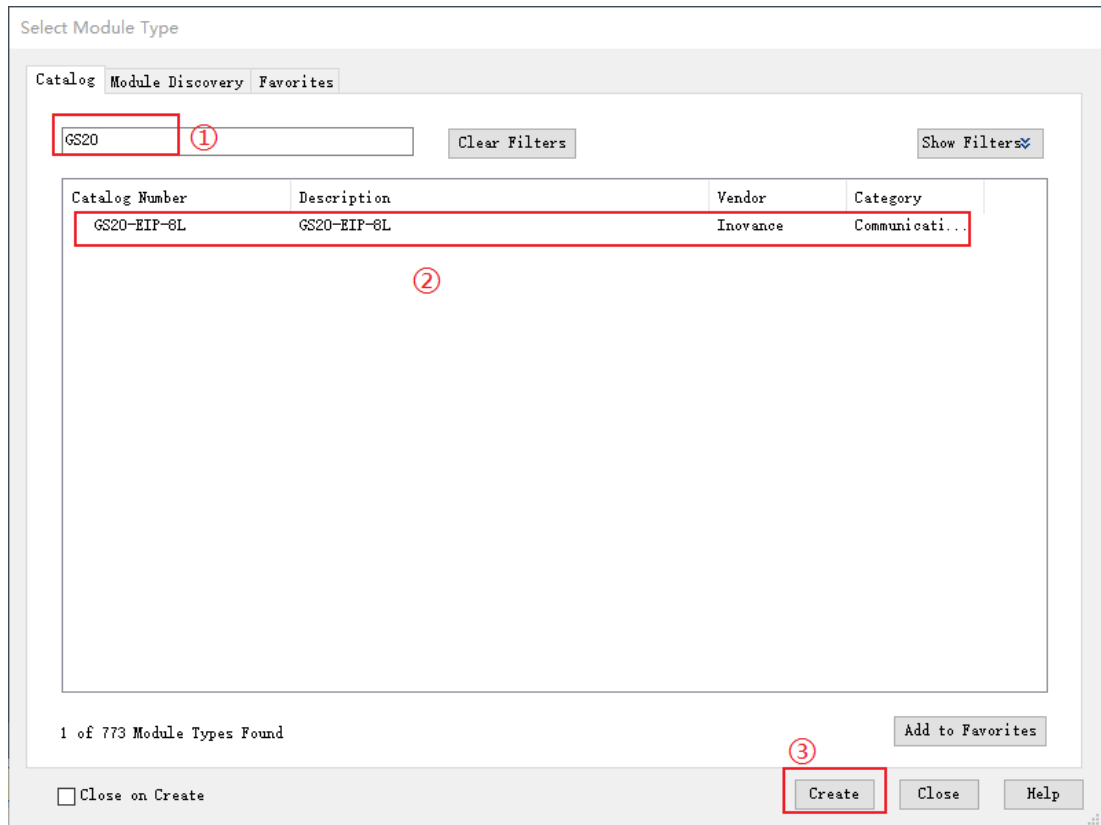 Select Module Type
Catalog Module Discovery Favorites
GS20 ① Clear Filters Show Filters
Catalog Number Description Vendor Category
GS20-EIP-8L GS20-EIP-8L Inovance Communicati...
②
1 of 773 Module Types Found Add to Favorites
③
Close on Create Create Close Help